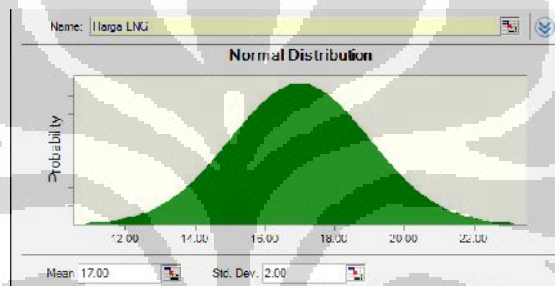 Name: Harga LNG
Normal Distribution
Probability
12.00 14.00 16.00 18.00 20.00 22.00
Mean 17.00 Std. Dev. 2.00